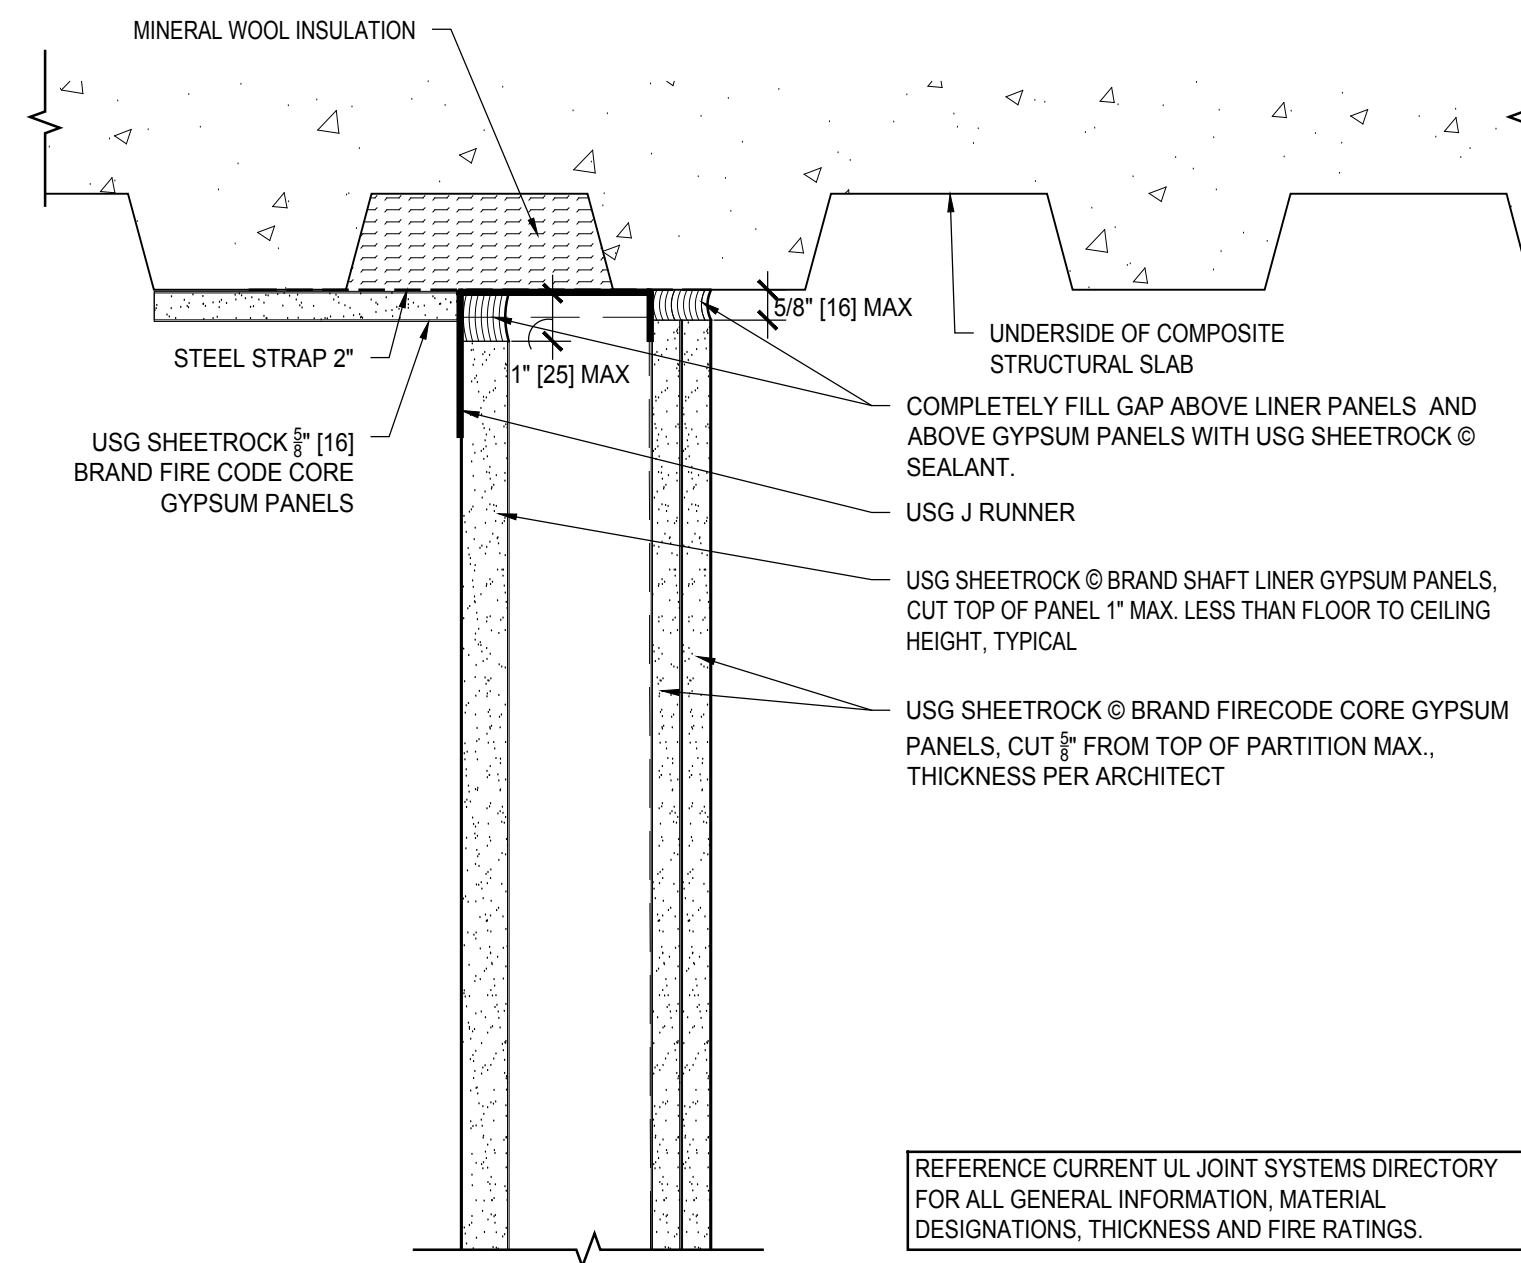 MINERAL WOOL INSULATION
5/8" [16] MAX
STEEL STRAP 2"
1" [25] MAX
UNDERSIDE OF COMPOSITE
STRUCTURAL SLAB
USG SHEETROCK 5/8" [16]
BRAND FIRE CODE CORE
GYPSUM PANELS
COMPLETELY FILL GAP ABOVE LINER PANELS AND
ABOVE GYPSUM PANELS WITH USG SHEETROCK ©
SEALANT.
USG J RUNNER
USG SHEETROCK © BRAND SHAFT LINER GYPSUM PANELS,
CUT TOP OF PANEL 1" MAX. LESS THAN FLOOR TO CEILING
HEIGHT, TYPICAL
USG SHEETROCK © BRAND FIRECODE CORE GYPSUM
PANELS, CUT 5/8" FROM TOP OF PARTITION MAX.,
THICKNESS PER ARCHITECT
REFERENCE CURRENT UL JOINT SYSTEMS DIRECTORY
FOR ALL GENERAL INFORMATION, MATERIAL
DESIGNATIONS, THICKNESS AND FIRE RATINGS.